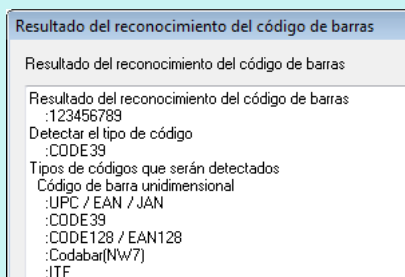 Resultado del reconocimiento del código de barras
Resultado del reconocimiento del código de barras
Resultado del reconocimiento del código de barras
:123456789
Detectar el tipo de código
:CODE39
Tipos de códigos que serán detectados
Código de barra unidimensional
:UPC / EAN / JAN
:CODE39
:CODE128 / EAN128
:Codabar(NW7)
:ITF